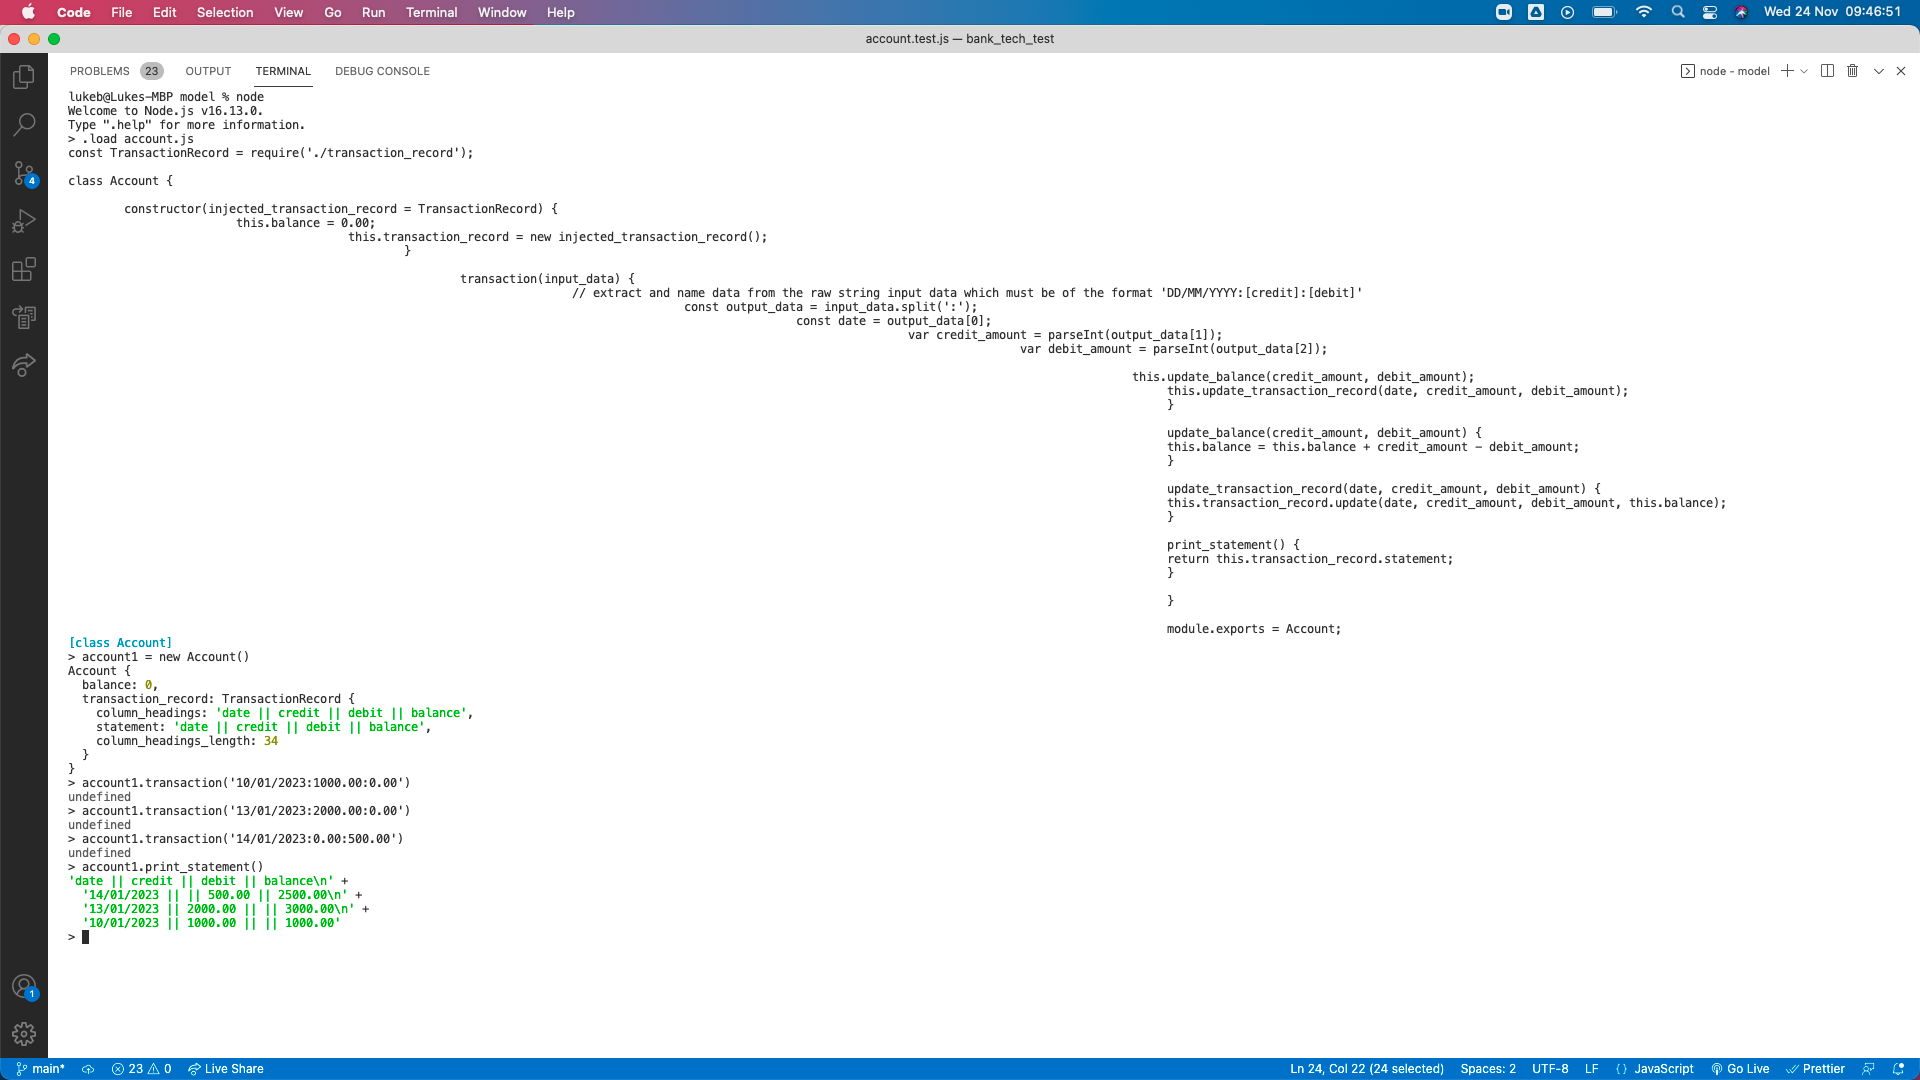 Code File Edit Selection View Go Run Terminal Window Help Wed 24 Nov 09:46:51
account.test.js — bank_tech_test
PROBLEMS 23 OUTPUT TERMINAL DEBUG CONSOLE node - model
lukeb@Lukes-MBP model % node
Welcome to Node.js v16.13.0.
Type ".help" for more information.
> .load account.js
const TransactionRecord = require('./transaction_record');
class Account {
constructor(injected_transaction_record = TransactionRecord) {
this.balance = 0.00;
this.transaction_record = new injected_transaction_record();
}
transaction(input_data) {
// extract and name data from the raw string input data which must be of the format 'DD/MM/YYYY:[credit]:[debit]'
const output_data = input_data.split(':');
const date = output_data[0];
var credit_amount = parseInt(output_data[1]);
var debit_amount = parseInt(output_data[2]);
this.update_balance(credit_amount, debit_amount);
this.update_transaction_record(date, credit_amount, debit_amount);
}
update_balance(credit_amount, debit_amount) {
this.balance = this.balance + credit_amount - debit_amount;
}
update_transaction_record(date, credit_amount, debit_amount) {
this.transaction_record.update(date, credit_amount, debit_amount, this.balance);
}
print_statement() {
return this.transaction_record.statement;
}
}
module.exports = Account;
[class Account]
> account1 = new Account()
Account {
balance: 0,
transaction_record: TransactionRecord {
column_headings: 'date || credit || debit || balance',
statement: 'date || credit || debit || balance',
column_headings_length: 34
}
}
> account1.transaction('10/01/2023:1000.00:0.00')
undefined
> account1.transaction('13/01/2023:2000.00:0.00')
undefined
> account1.transaction('14/01/2023:0.00:500.00')
undefined
> account1.print_statement()
'date || credit || debit || balance\n' +
'14/01/2023 || || 500.00 || 2500.00\n' +
'13/01/2023 || 2000.00 || || 3000.00\n' +
'10/01/2023 || 1000.00 || || 1000.00'
>
4
1
main* 23 0 Live Share Ln 24, Col 22 (24 selected) Spaces: 2 UTF-8 LF {} JavaScript Go Live Prettier